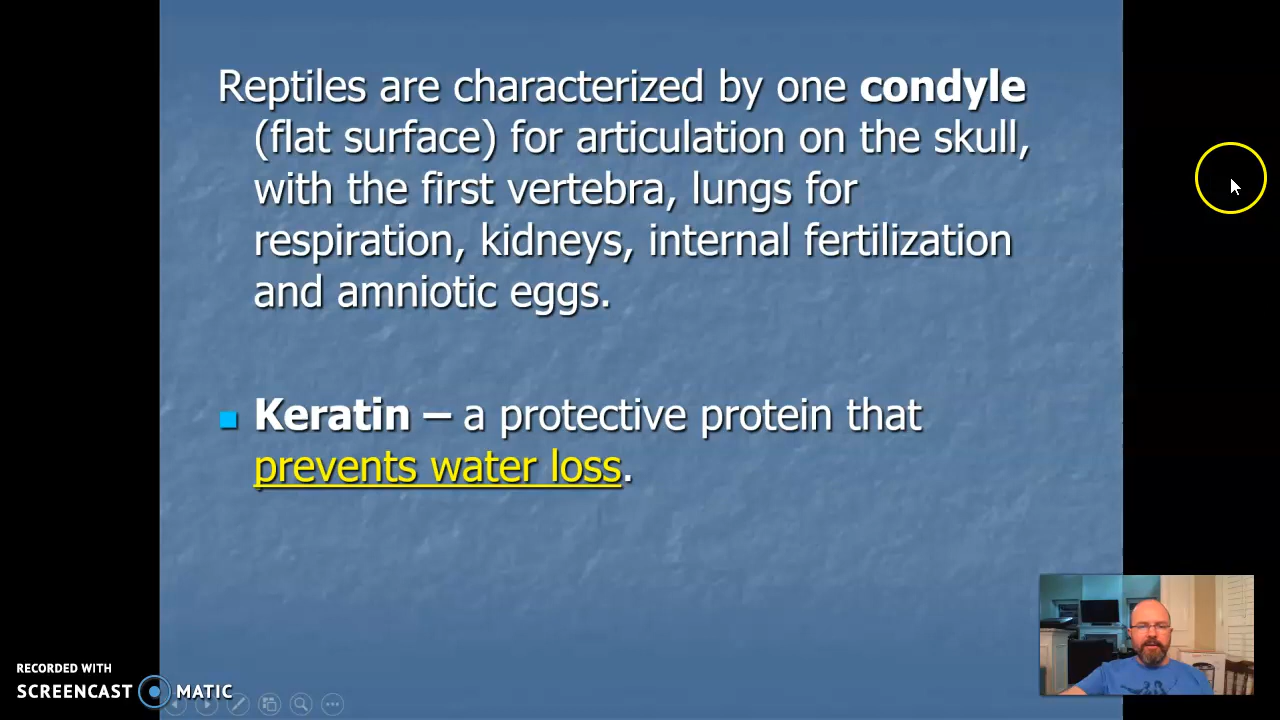 Reptiles are characterized by one condyle
(flat surface) for articulation on the skull,
with the first vertebra, lungs for
respiration, kidneys, internal fertilization
and amniotic eggs.
Keratin – a protective protein that
prevents water loss.
RECORDED WITH
SCREENCAST MATIC